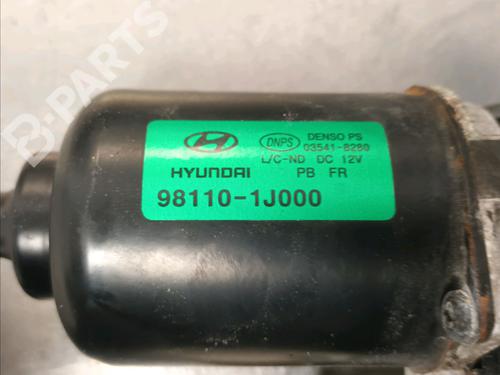 B-PARTS
DNPS DENSO PS
03541-8280
L/C-ND DC 12V
HYUNDAI PB FR
98110-1J000